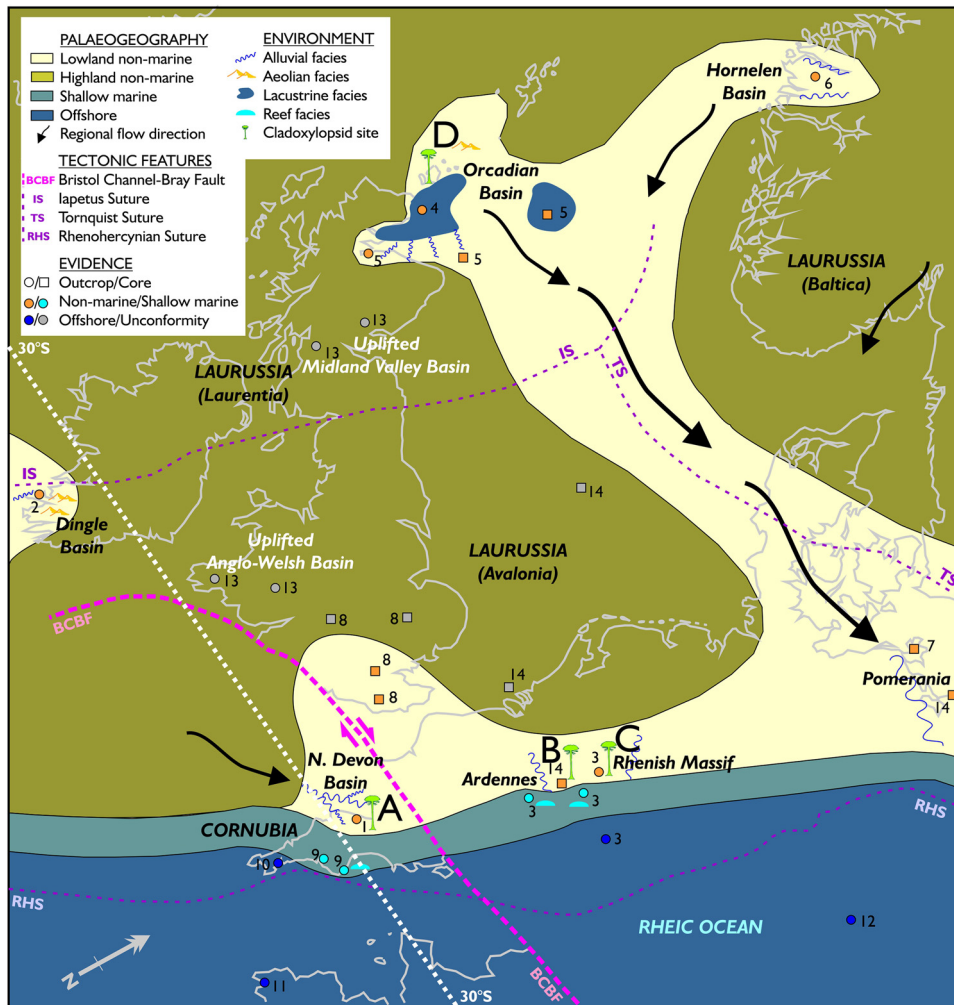 PALAEOGEOGRAPHY
Lowland non-marine
Highland non-marine
Shallow marine
Offshore
Regional flow direction
TECTONIC FEATURES
BCBF Bristol Channel-Bray Fault
IS Iapetus Suture
TS Tornquist Suture
RHS Rhenohercynian Suture
EVIDENCE
Outcrop/Core
Non-marine/Shallow marine
Offshore/Unconformity
ENVIRONMENT
Alluvial facies
Aeolian facies
Lacustrine facies
Reef facies
Cladoxylopsid site
Hornelen
Basin
6
D
Orcadian
Basin
4
5
5
5
LAURUSSIA
(Baltica)
30°S
13
13
Uplifted
Midland Valley Basin
LAURUSSIA
(Laurentia)
IS
TS
IS
2
Dingle
Basin
14
Uplifted
Anglo-Welsh Basin
LAURUSSIA
(Avalonia)
13
13
TS
BCBF
8
8
8
8
7
14
Pomerania
14
N. Devon
Basin
A
1
B
C
14
3
Ardennes
Rhenish Massif
3
3
RHS
CORNUBIA
9
9
10
3
RHS
RHEIC OCEAN
12
N
11
30°S
BCBF